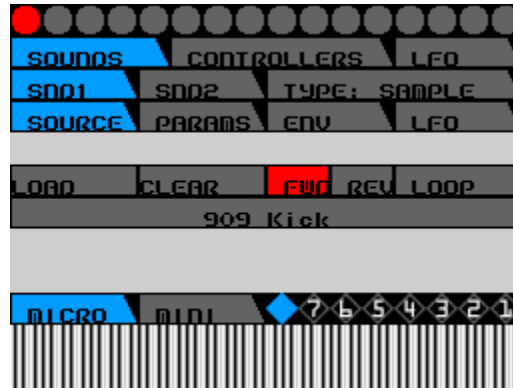 SOUNDS CONTROLLERS LFO
SND1 SND2 TYPE: SAMPLE
SOURCE PARAMS ENV LFO
LOAD CLEAR FWD REV LOOP
909 Kick
MICRO MINI 7 6 5 4 3 2 1